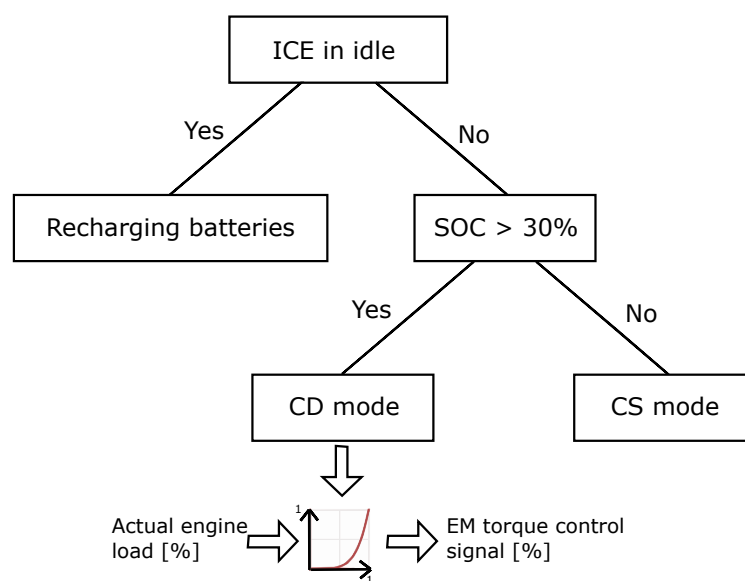 ICE in idle
Yes
No
Recharging batteries
SOC > 30%
Yes
No
CD mode
CS mode
1
Actual engine
load [%]
EM torque control
signal [%]
1